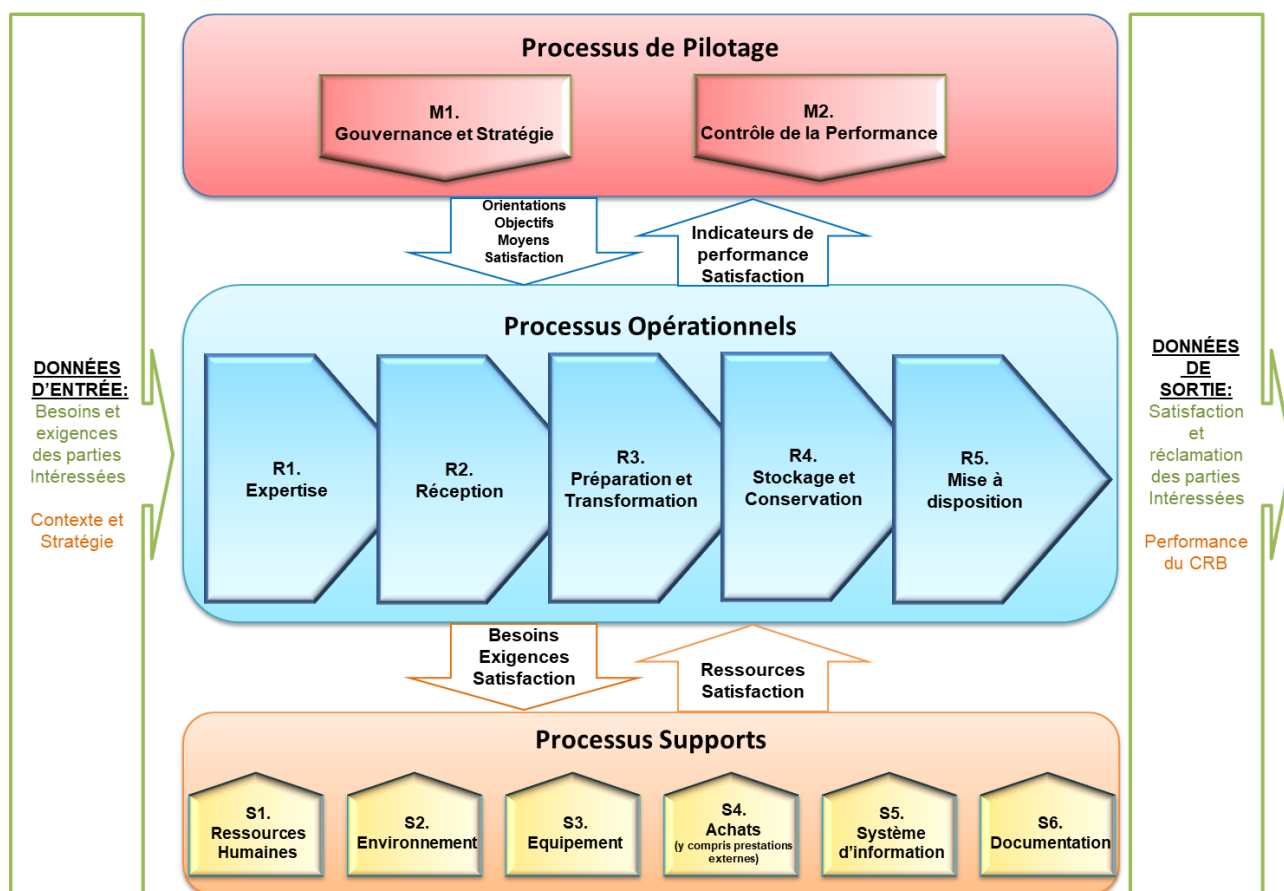 Processus de Pilotage
M1.
Gouvernance et Stratégie
M2.
Contrôle de la Performance
Orientations
Objectifs
Moyens
Satisfaction
Indicateurs de
performance
Satisfaction
DONNÉES
D'ENTRÉE:
Besoins et
exigences
des parties
Intéressées
Contexte et
Stratégie
Processus Opérationnels
R1.
Expertise
R2.
Réception
R3.
Préparation et
Transformation
R4.
Stockage et
Conservation
R5.
Mise à
disposition
DONNÉES
DE
SORTIE:
Satisfaction
et
réclamation
des parties
Intéressées
Performance
du CRB
Besoins
Exigences
Satisfaction
Ressources
Satisfaction
Processus Supports
S1.
Ressources
Humaines
S2.
Environnement
S3.
Equipement
S4.
Achats
(y compris prestations
externes)
S5.
Système
d'information
S6.
Documentation